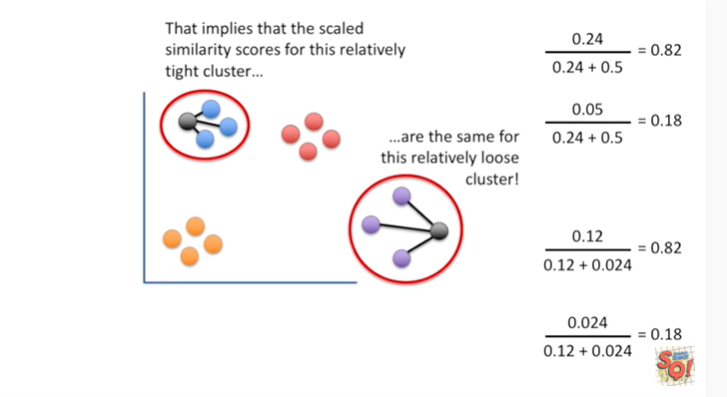 That implies that the scaled
similarity scores for this relatively
tight cluster...
0.24
0.24 + 0.5
= 0.82
0.05
0.24 + 0.5
= 0.18
...are the same for
this relatively loose
cluster!
0.12
0.12 + 0.024
= 0.82
0.024
0.12 + 0.024
= 0.18
SQ!